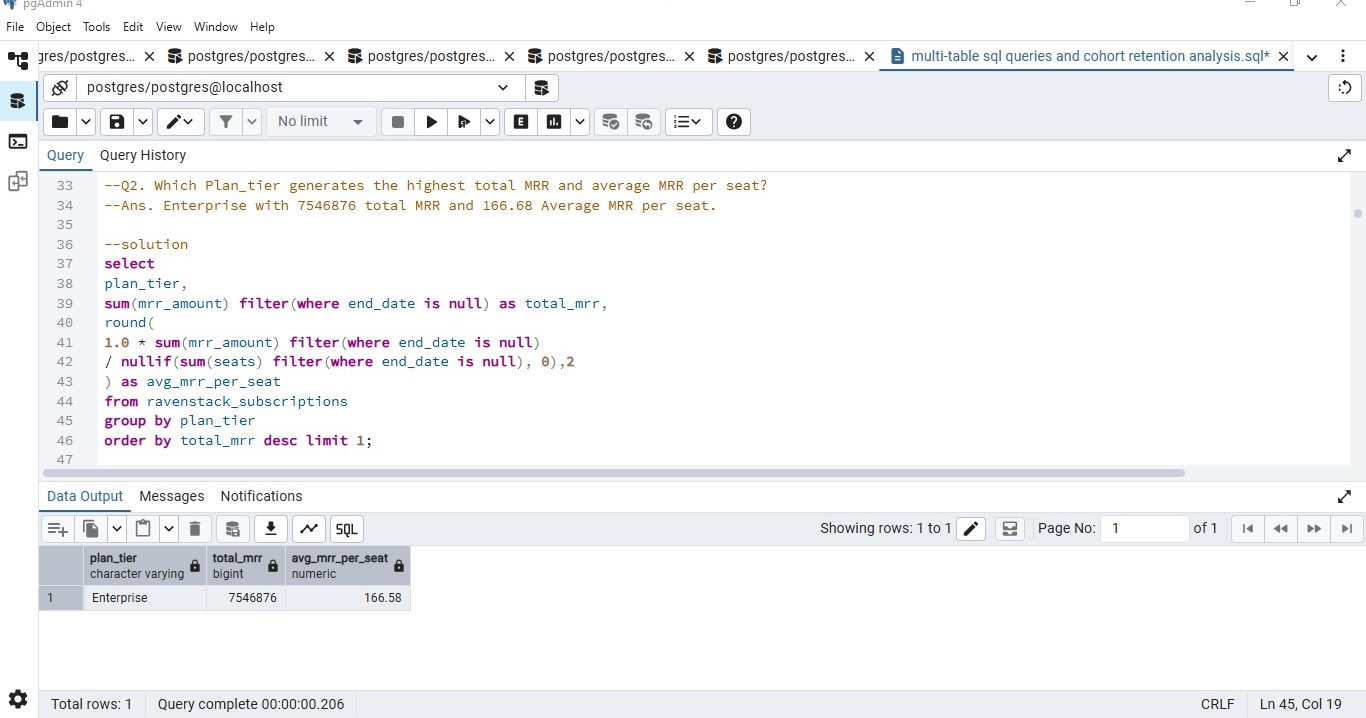 pgAdmin 4
File Object Tools Edit View Window Help
gres/postgres... postgres/postgres... postgres/postgres... postgres/postgres... postgres/postgres... multi-table sql queries and cohort retention analysis.sql*
postgres/postgres@localhost
No limit E
Query Query History
33 --Q2. Which Plan_tier generates the highest total MRR and average MRR per seat?
34 --Ans. Enterprise with 7546876 total MRR and 166.68 Average MRR per seat.
35
36 --solution
37 select
38 plan_tier,
39 sum(mrr_amount) filter(where end_date is null) as total_mrr,
40 round(
41 1.0 * sum(mrr_amount) filter(where end_date is null)
42 / nullif(sum(seats) filter(where end_date is null), 0),2
43 ) as avg_mrr_per_seat
44 from ravenstack_subscriptions
45 group by plan_tier
46 order by total_mrr desc limit 1;
47
Data Output Messages Notifications
SQL Showing rows: 1 to 1 Page No: 1 of 1
plan_tier total_mrr avg_mrr_per_seat
character varying bigint numeric
1 Enterprise 7546876 166.58
Total rows: 1 Query complete 00:00:00.206 CRLF Ln 45, Col 19